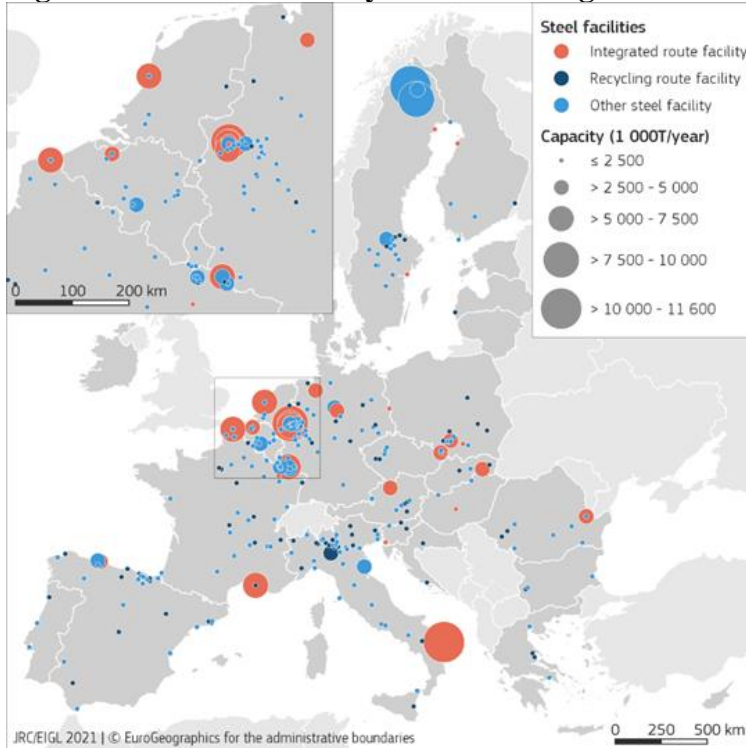 Steel facilities
Integrated route facility
Recycling route facility
Other steel facility
Capacity (1 000T/year)
≤ 2 500
> 2 500 - 5 000
> 5 000 - 7 500
> 7 500 - 10 000
> 10 000 - 11 600
0 100 200 km
JRC/EIGL 2021 | © EuroGeographics for the administrative boundaries
0 250 500 km